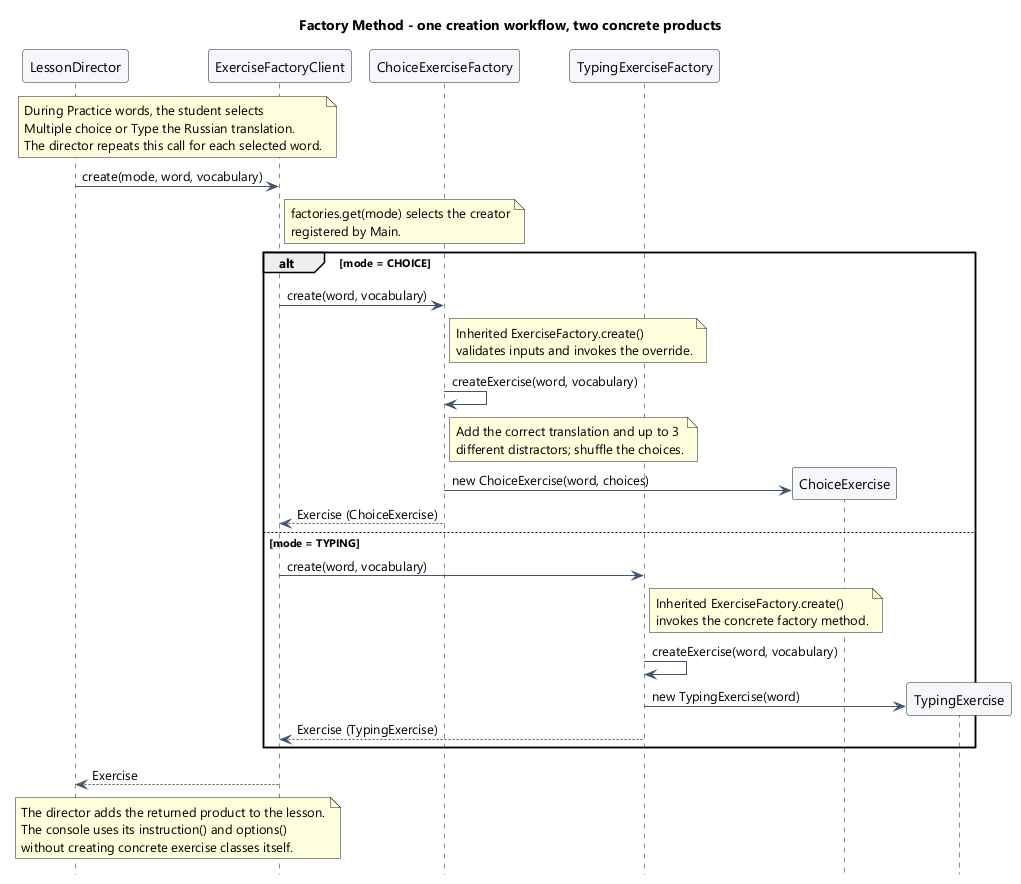 Factory Method - one creation workflow, two concrete products
LessonDirector
ExerciseFactoryClient
ChoiceExerciseFactory
TypingExerciseFactory
During Practice words, the student selects
Multiple choice or Type the Russian translation.
The director repeats this call for each selected word.
create(mode, word, vocabulary)
factories.get(mode) selects the creator
registered by Main.
alt
[mode = CHOICE]
create(word, vocabulary)
Inherited ExerciseFactory.create()
validates inputs and invokes the override.
createExercise(word, vocabulary)
Add the correct translation and up to 3
different distractors; shuffle the choices.
new ChoiceExercise(word, choices)
ChoiceExercise
Exercise (ChoiceExercise)
[mode = TYPING]
create(word, vocabulary)
Inherited ExerciseFactory.create()
invokes the concrete factory method.
createExercise(word, vocabulary)
new TypingExercise(word)
TypingExercise
Exercise (TypingExercise)
Exercise
The director adds the returned product to the lesson.
The console uses its instruction() and options()
without creating concrete exercise classes itself.